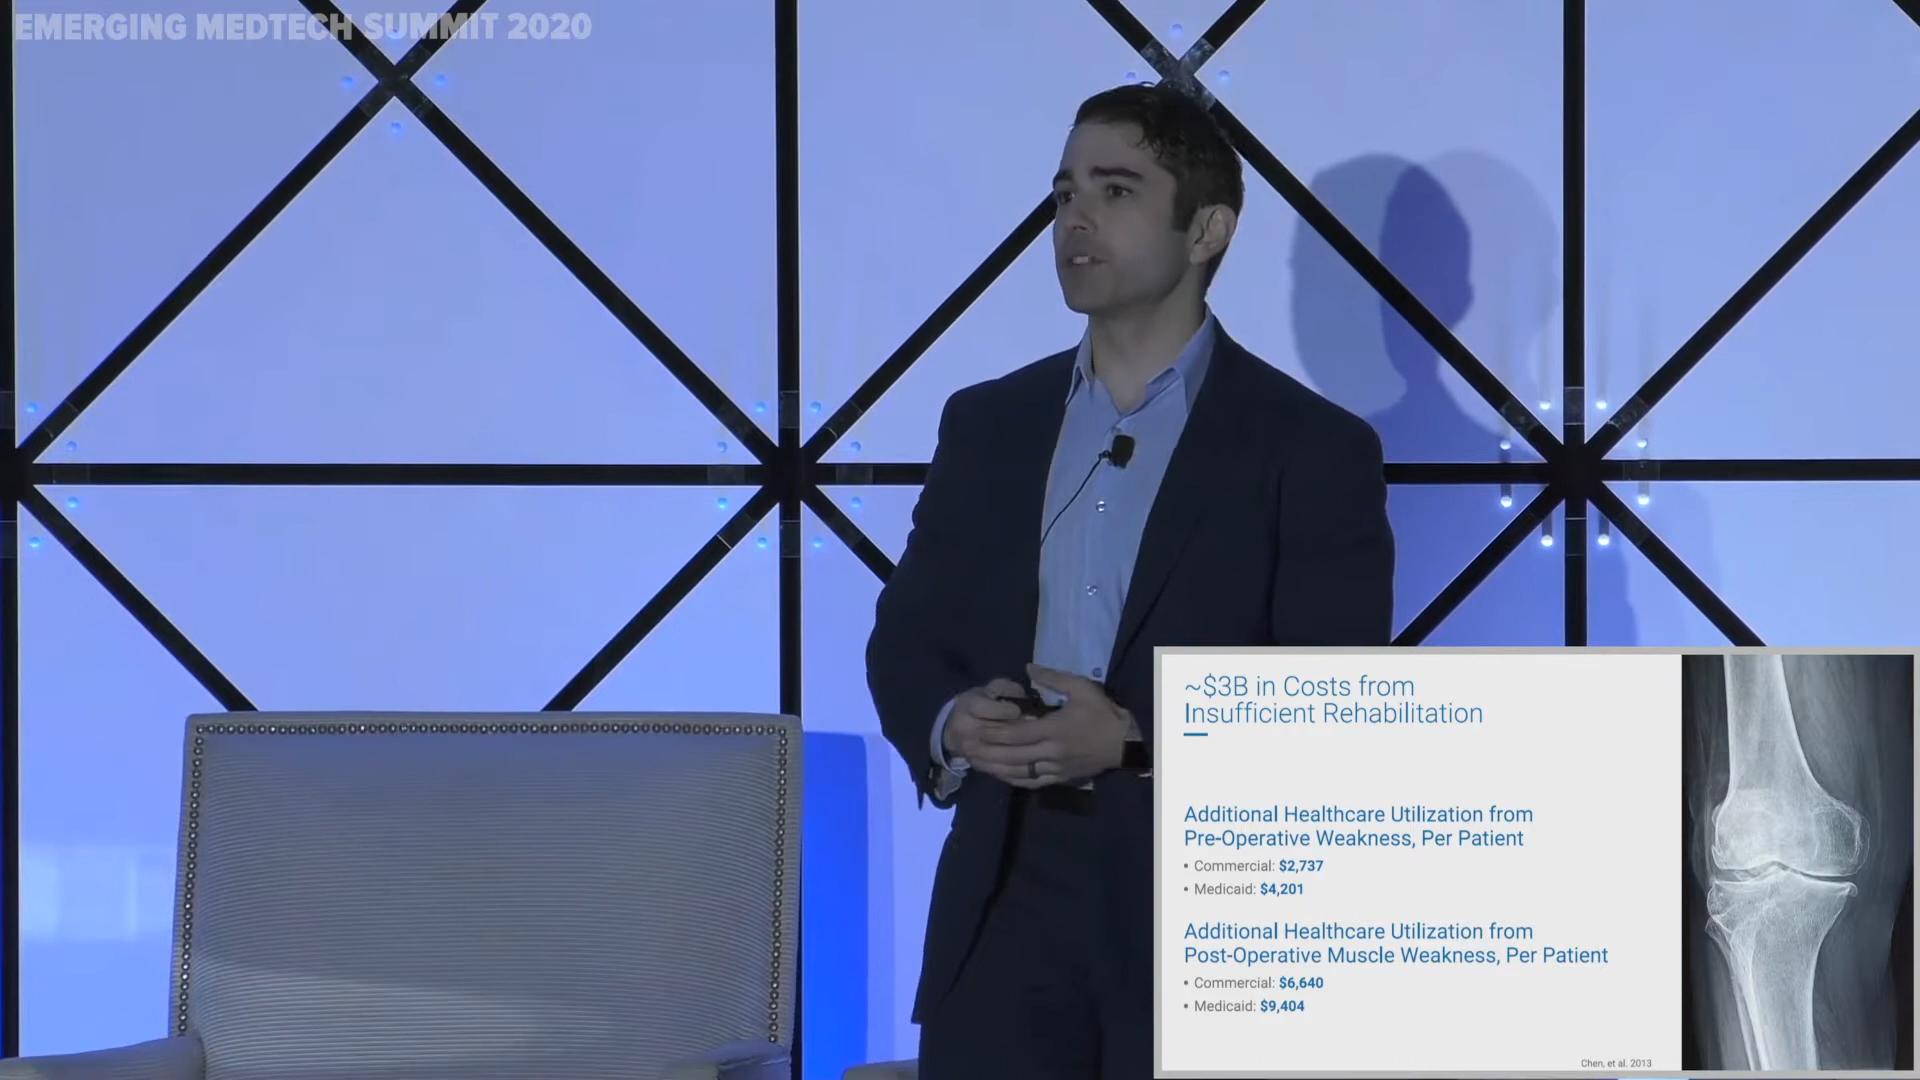 EMERGING MEDTECH SUMMIT 2020
~$3B in Costs from
Insufficient Rehabilitation
Additional Healthcare Utilization from
Pre-Operative Weakness, Per Patient
• Commercial: $2,737
• Medicaid: $4,201
Additional Healthcare Utilization from
Post-Operative Muscle Weakness, Per Patient
• Commercial: $6,640
• Medicaid: $9,404
Chen, et al. 2013